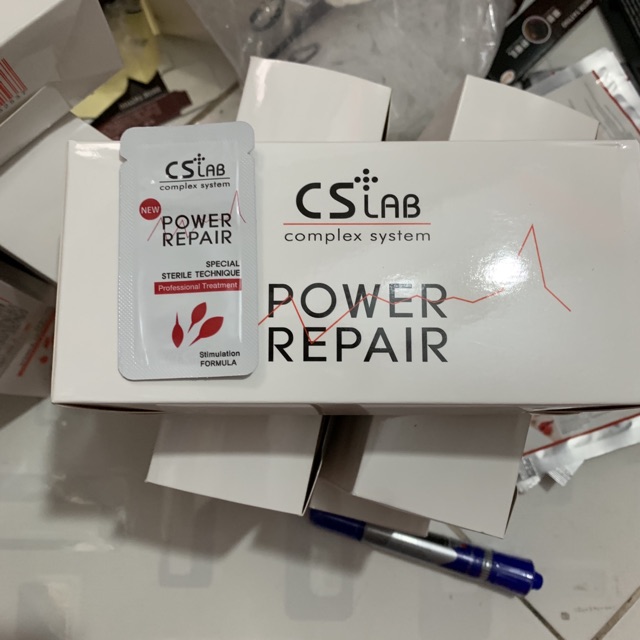 CS LAB
complex system
NEW
POWER
REPAIR
SPECIAL
STERILE TECHNIQUE
Professional Treatment
Stimulation
FORMULA
CS LAB
complex system
POWER
REPAIR